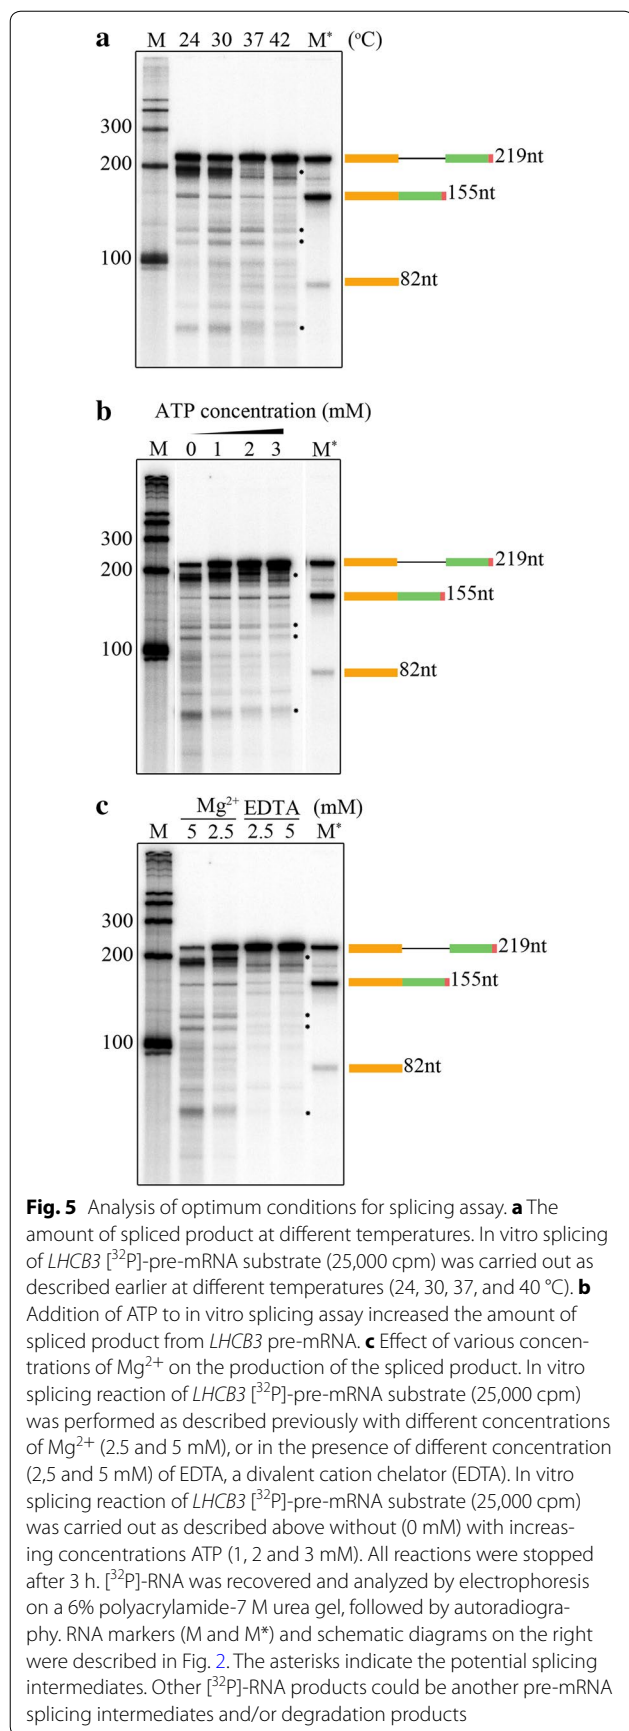 a M 24 30 37 42 M* (°C)
300
200
100
219nt
155nt
82nt
b
ATP concentration (mM)
M 0 1 2 3 M*
300
200
100
219nt
155nt
82nt
c Mg2+ EDTA (mM)
M 5 2.5 2.5 5 M*
300
200
100
219nt
155nt
82nt
Fig. 5 Analysis of optimum conditions for splicing assay. a The
amount of spliced product at different temperatures. In vitro splicing
of LHCB3 [32P]-pre-mRNA substrate (25,000 cpm) was carried out as
described earlier at different temperatures (24, 30, 37, and 40 °C). b
Addition of ATP to in vitro splicing assay increased the amount of
spliced product from LHCB3 pre-mRNA. c Effect of various concen-
trations of Mg2+ on the production of the spliced product. In vitro
splicing reaction of LHCB3 [32P]-pre-mRNA substrate (25,000 cpm)
was performed as described previously with different concentrations
of Mg2+ (2.5 and 5 mM), or in the presence of different concentration
(2,5 and 5 mM) of EDTA, a divalent cation chelator (EDTA). In vitro
splicing reaction of LHCB3 [32P]-pre-mRNA substrate (25,000 cpm)
was carried out as described above without (0 mM) with increas-
ing concentrations ATP (1, 2 and 3 mM). All reactions were stopped
after 3 h. [32P]-RNA was recovered and analyzed by electrophoresis
on a 6% polyacrylamide-7 M urea gel, followed by autoradiogra-
phy. RNA markers (M and M*) and schematic diagrams on the right
were described in Fig. 2. The asterisks indicate the potential splicing
intermediates. Other [32P]-RNA products could be another pre-mRNA
splicing intermediates and/or degradation products